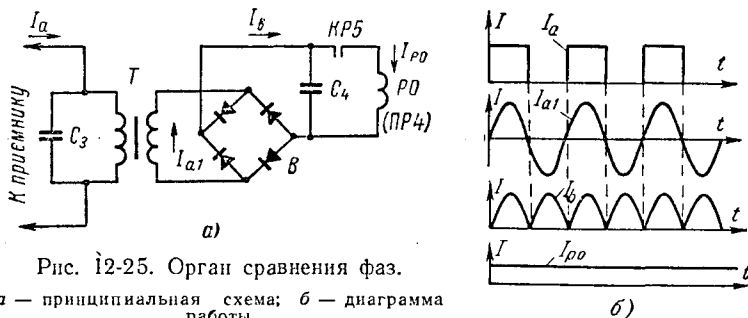 I_a
I_в
КР5
I_РО
T
C_4
РО
(ПР4)
К приёмнику
C_3
I_a1
В
а)
I
I_a
t
I
I_a1
t
I
I_в
t
I
I_РО
t
б)
Рис. 12-25. Орган сравнения фаз.
а — принципиальная схема; б — диаграмма
работы